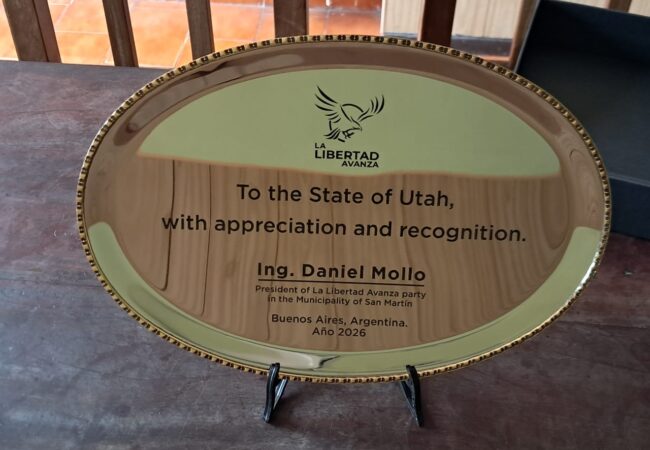 LA
LIBERTAD
AVANZA
To the State of Utah,
with appreciation and recognition.
Ing. Daniel Mollo
President of La Libertad Avanza party
in the Municipality of San Martín
Buenos Aires, Argentina.
Año 2026